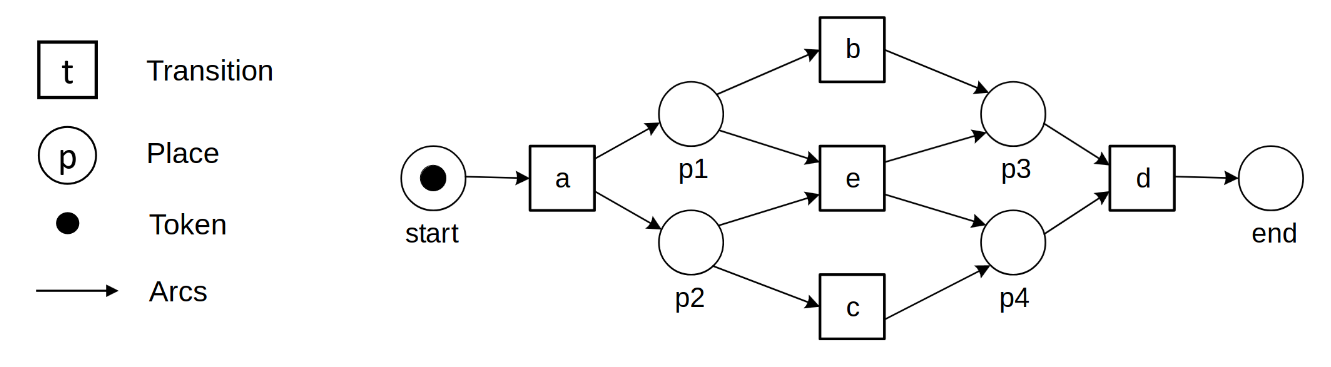 t Transition
p Place
Token
Arcs
start
a
p1
p2
b
e
c
p3
p4
d
end